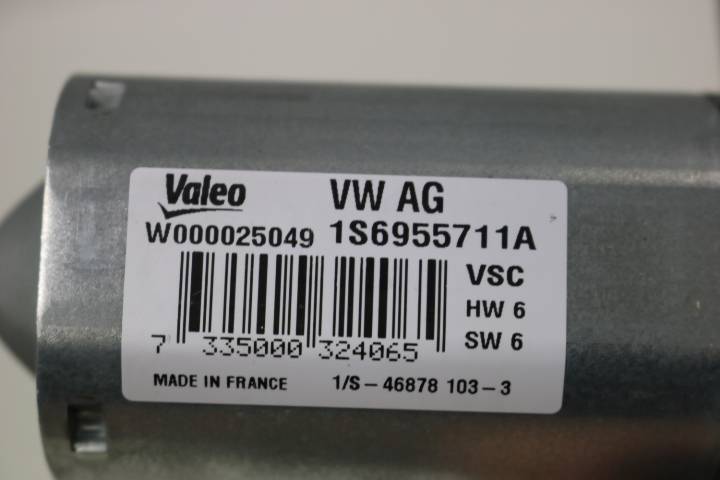 Valeo VW AG
W000025049 1S6955711A
VSC
HW 6
SW 6
7 335000 324065
MADE IN FRANCE 1/S-46878 103-3